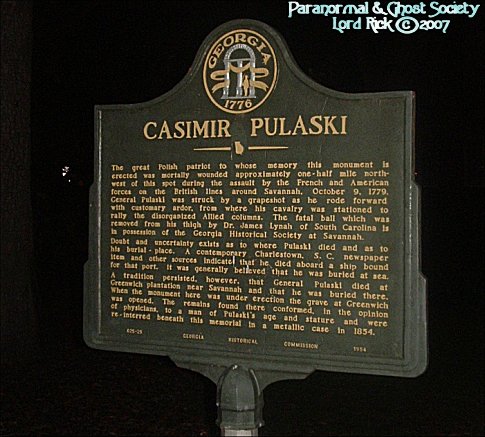 Paranormal & Ghost Society
Lord Rick © 2007
GEORGIA
1776
CASIMIR PULASKI
The great Polish patriot to whose memory this monument is
erected was mortally wounded approximately one-half mile north-
west of this spot during the assault by the French and American
forces on the British lines around Savannah, October 9, 1779.
General Pulaski was struck by a grapeshot as he rode forward
with customary ardor, from where his cavalry was stationed to
rally the disorganized Allied columns. The fatal ball which was
removed from his thigh by Dr. James Lynah of South Carolina is
in possession of the Georgia Historical Society at Savannah.
Doubt and uncertainty exists as to where Pulaski died and as to
his burial-place. A contemporary Charlestown, S. C. newspaper
item and other sources indicate that he died aboard a ship bound
for that port. It was generally believed that he was buried at sea.
A tradition persisted, however, that General Pulaski died at
Greenwich plantation near Savannah and that he was buried there.
When the monument here was under erection the grave at Greenwich
was opened. The remains found there conformed, in the opinion
of physicians, to a man of Pulaski's age and stature and were
re-interred beneath this memorial in a metallic case in 1854.
025-25 GEORGIA HISTORICAL COMMISSION 1954